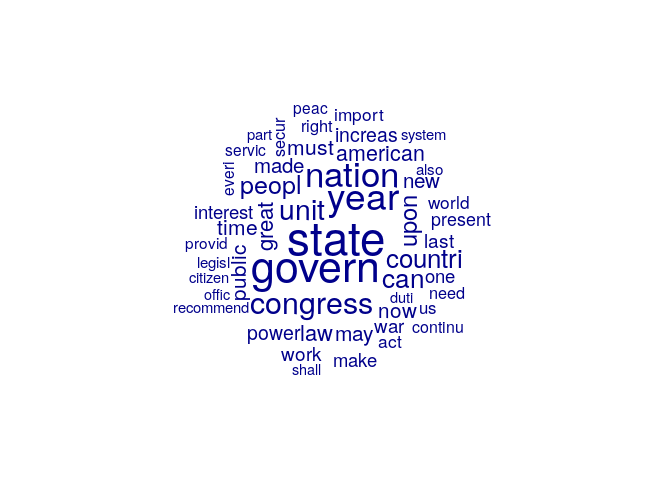 peac
import
part
secur
right
increas
system
servic
must
american
everi
made
nation
also
peopl
year
new
interest
great
unit
upon
world
time
present
state
provid
last
public
govern
countri
legisl
citizen
can
one
offic
duti
need
recommend
congress
now
us
power
law
may
war
continu
act
work
make
shall